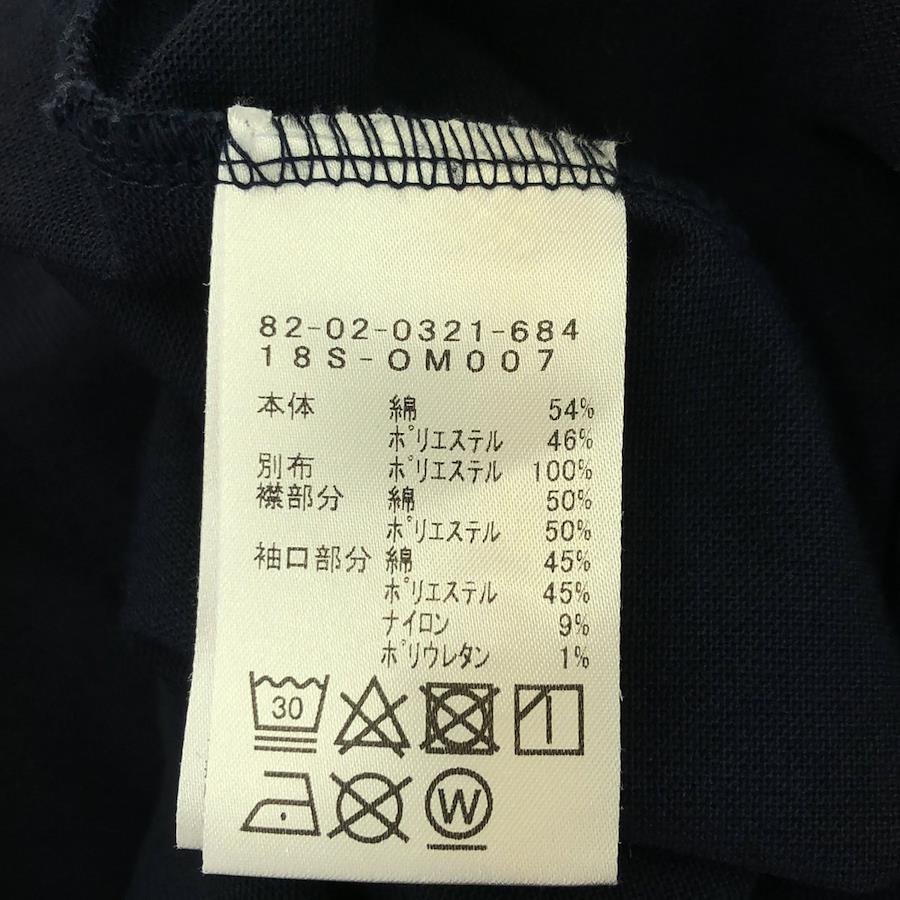 82-02-0321-684
18S-OM007
本体 綿 54%
ﾎﾟﾘｴｽﾃﾙ 46%
別布 ﾎﾟﾘｴｽﾃﾙ 100%
襟部分 綿 50%
ﾎﾟﾘｴｽﾃﾙ 50%
袖口部分 綿 45%
ﾎﾟﾘｴｽﾃﾙ 45%
ﾅｲﾛﾝ 9%
ﾎﾟﾘｳﾚﾀﾝ 1%
30
W